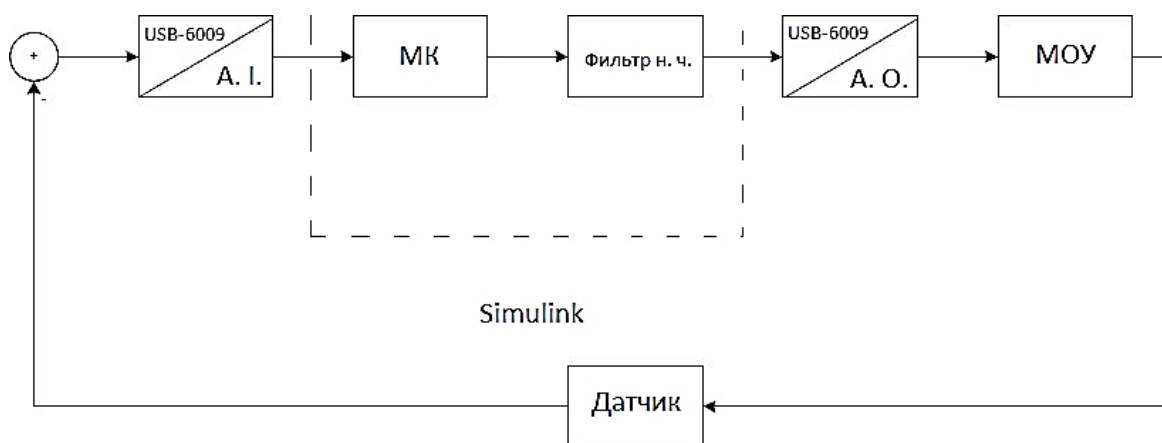 +
USB-6009
A. I.
МК
Фильтр н. ч.
USB-6009
A. O.
МОУ
-
Simulink
Датчик